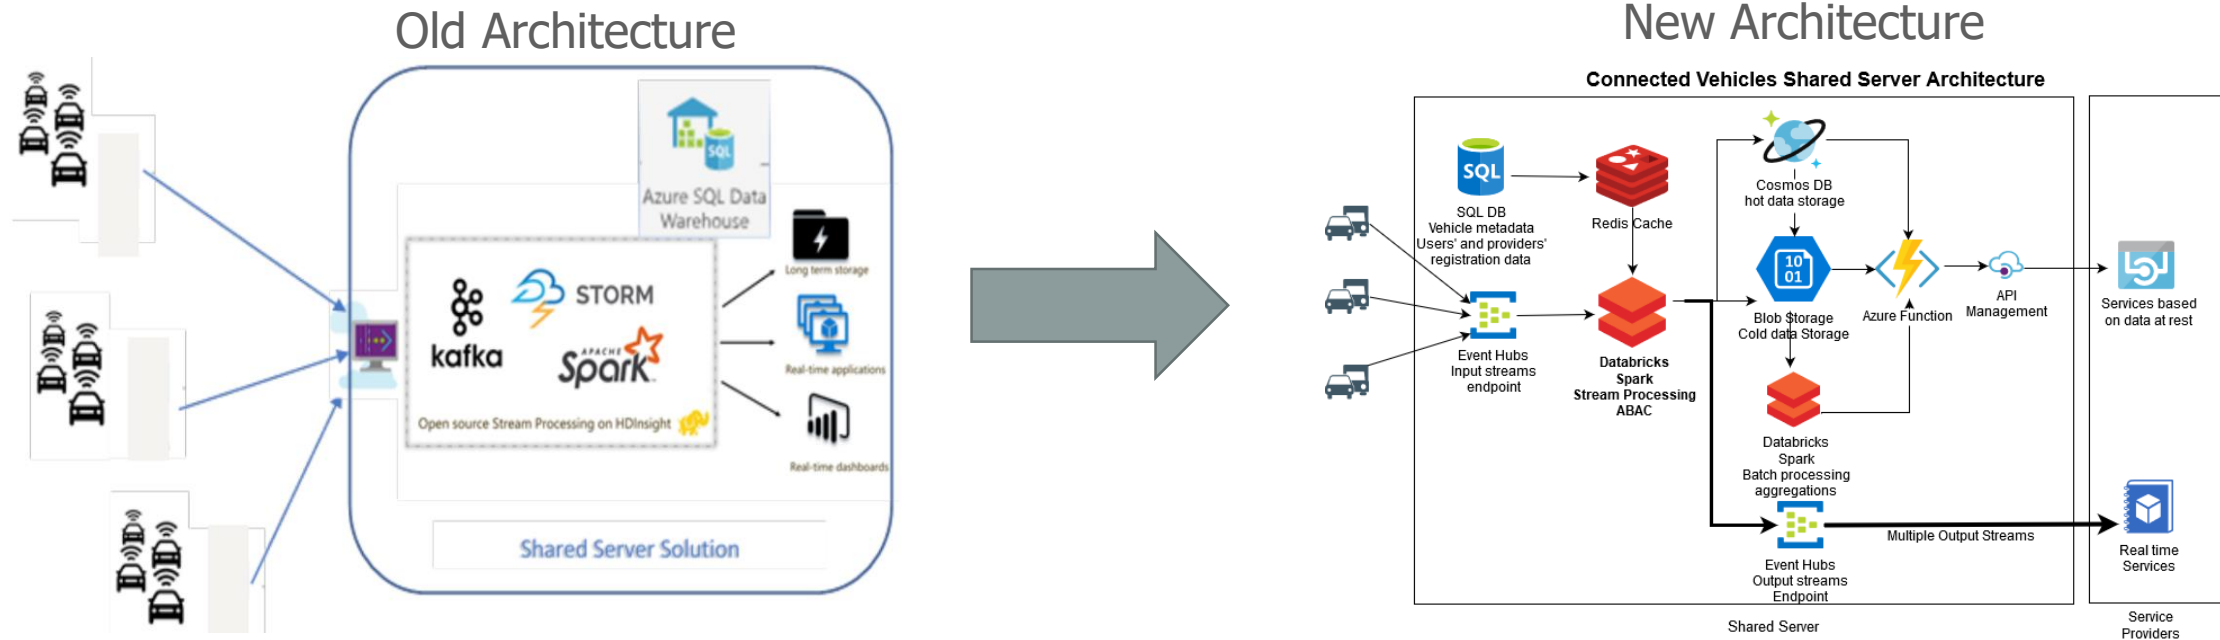 Old Architecture
Azure SQL Data
Warehouse
SQL
kafka
STORM
APACHE
Spark
Open source Stream Processing on HDInsight
Long term storage
Real-time applications
Real-time dashboards
Shared Server Solution
New Architecture
Connected Vehicles Shared Server Architecture
SQL
SQL DB
Vehicle metadata
Users' and providers'
registration data
Redis Cache
Cosmos DB
hot data storage
10
01
Blob Storage
Cold data Storage
Azure Function
API
Management
Services based
on data at rest
Event Hubs
Input streams
endpoint
Databricks
Spark
Stream Processing
ABAC
Databricks
Spark
Batch processing
aggregations
Event Hubs
Output streams
Endpoint
Multiple Output Streams
Real time
Services
Shared Server
Service
Providers